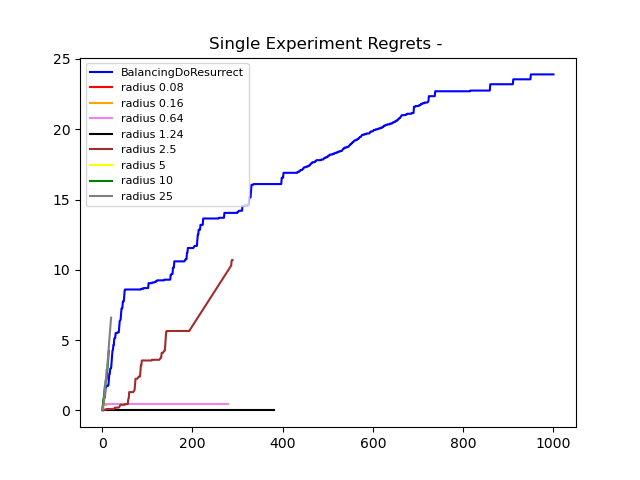 Single Experiment Regrets -
25
20
15
10
5
0
BalancingDoResurrect
radius 0.08
radius 0.16
radius 0.64
radius 1.24
radius 2.5
radius 5
radius 10
radius 25
0 200 400 600 800 1000